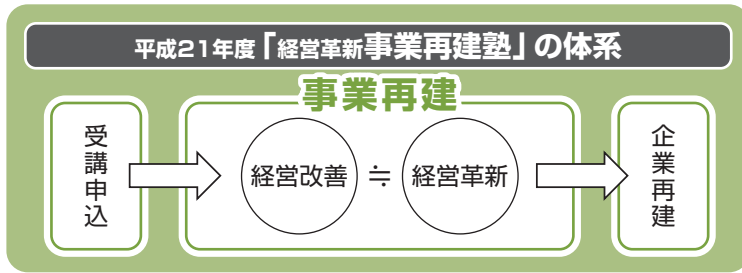 平成21年度「経営革新事業再建塾」の体系
事業再建
受講申込
経営改善 ≒ 経営革新
企業再建